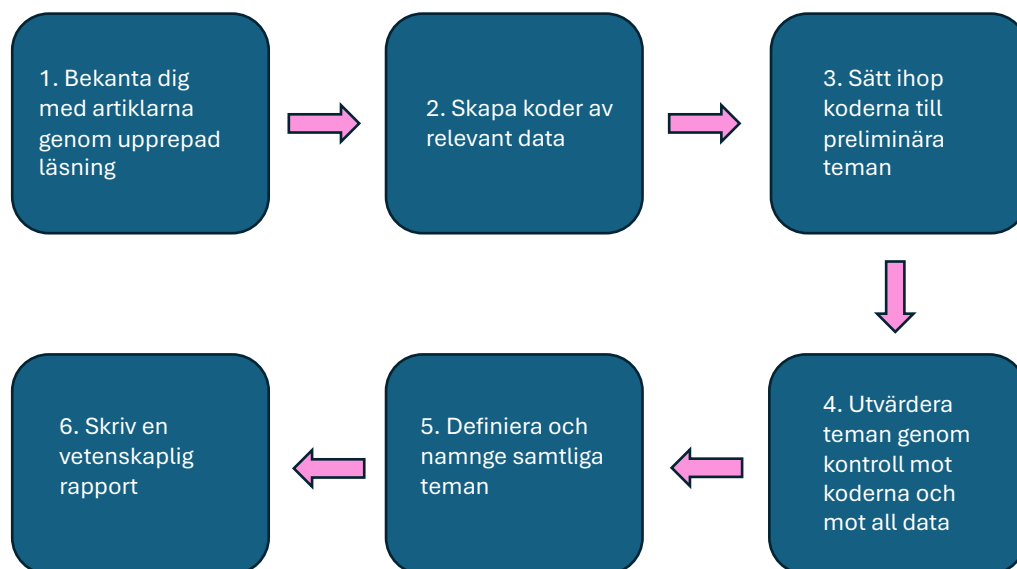 1. Bekanta dig
med artiklarna
genom upprepad
läsning
2. Skapa koder av
relevant data
3. Sätt ihop
koderna till
preliminära
teman
4. Utvärdera
teman genom
kontroll mot
koderna och
mot all data
5. Definiera och
namnge samtliga
teman
6. Skriv en
vetenskaplig
rapport